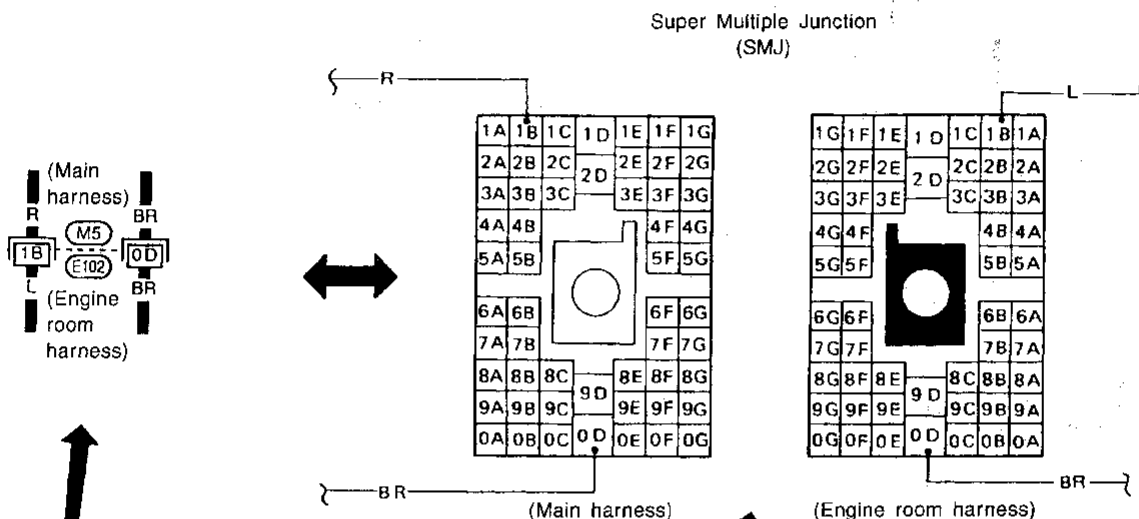 Super Multiple Junction
(SMJ)
R
L
1A 1B 1C 1D 1E 1F 1G
2A 2B 2C 2D 2E 2F 2G
3A 3B 3C 3E 3F 3G
4A 4B 4F 4G
5A 5B 5F 5G
6A 6B 6F 6G
7A 7B 7F 7G
8A 8B 8C 8E 8F 8G
9A 9B 9C 9D 9E 9F 9G
0A 0B 0C 0D 0E 0F 0G
BR
(Main harness)
1G 1F 1E 1D 1C 1B 1A
2G 2F 2E 2D 2C 2B 2A
3G 3F 3E 3C 3B 3A
4G 4F 4B 4A
5G 5F 5B 5A
6G 6F 6B 6A
7G 7F 7B 7A
8G 8F 8E 8C 8B 8A
9G 9F 9E 9D 9C 9B 9A
0G 0F 0E 0D 0C 0B 0A
BR
(Engine room harness)
(Main
harness)
R BR
M5
1B 0D
E102
L BR
(Engine
room
harness)